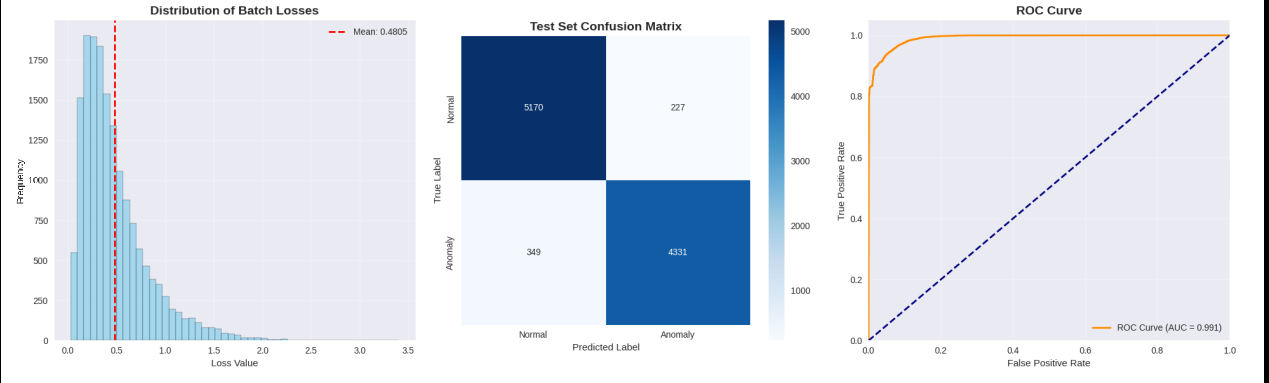 Distribution of Batch Losses
Mean: 0.4805
1750
1500
1250
1000
750
500
250
0
Frequency
0.0 0.5 1.0 1.5 2.0 2.5 3.0 3.5
Loss Value
Test Set Confusion Matrix
True Label
Normal
5170 227
Anomaly
349 4331
Normal Anomaly
Predicted Label
5000
4000
3000
2000
1000
ROC Curve
True Positive Rate
1.0
0.8
0.6
0.4
0.2
0.0
ROC Curve (AUC = 0.991)
0.0 0.2 0.4 0.6 0.8 1.0
False Positive Rate